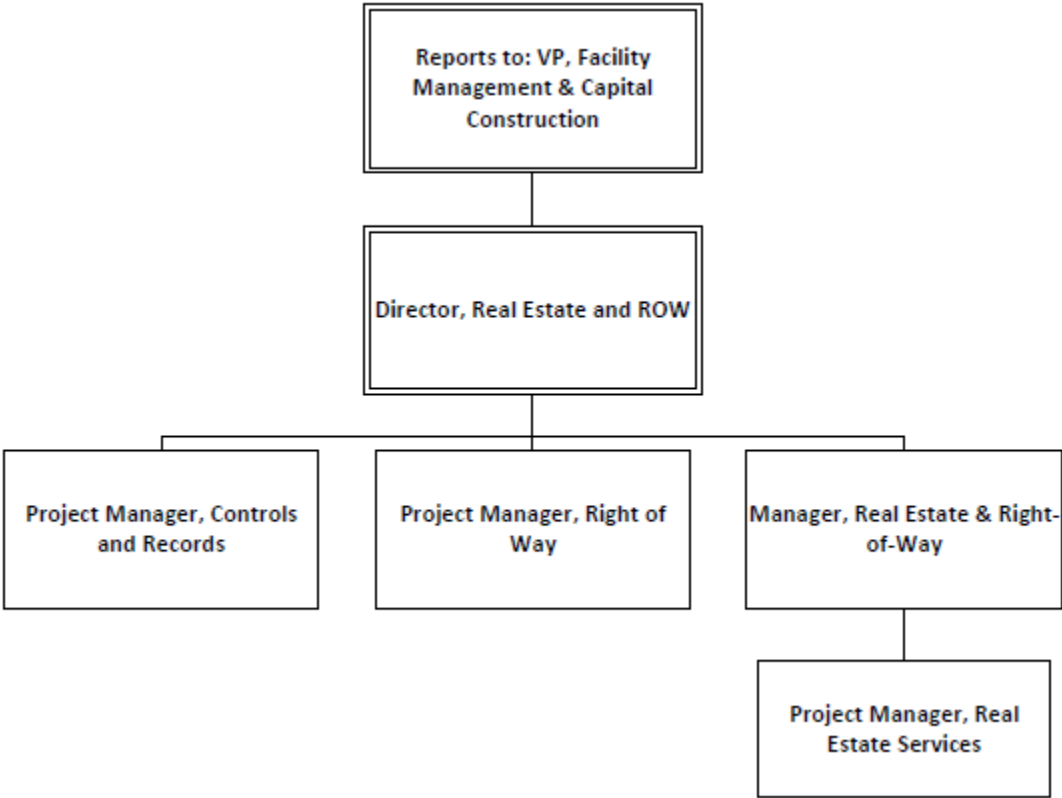 Reports to: VP, Facility
Management & Capital
Construction
Director, Real Estate and ROW
Project Manager, Controls
and Records
Project Manager, Right of
Way
Manager, Real Estate & Right-
of-Way
Project Manager, Real
Estate Services